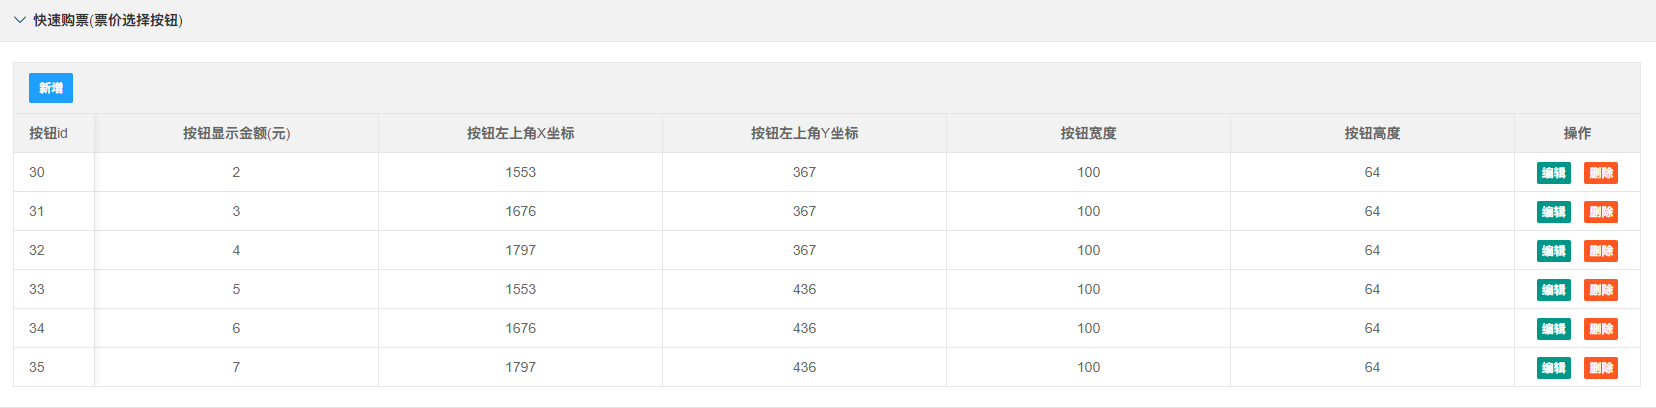 快速购票(票价选择按钮)
新增
按钮id 按钮显示金额(元) 按钮左上角X坐标 按钮左上角Y坐标 按钮宽度 按钮高度 操作
30 2 1553 367 100 64 编辑 删除
31 3 1676 367 100 64 编辑 删除
32 4 1797 367 100 64 编辑 删除
33 5 1553 436 100 64 编辑 删除
34 6 1676 436 100 64 编辑 删除
35 7 1797 436 100 64 编辑 删除